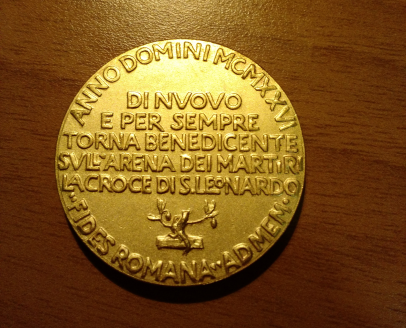 ANNO DOMINI MCMXXVI
DI NVOVO
E PER SEMPRE
TORNA BENEDICENTE
SVLL'ARENA DEI MARTIRI
LA CROCE DI S. LEONARDO
FIDES ROMANA AD MEM